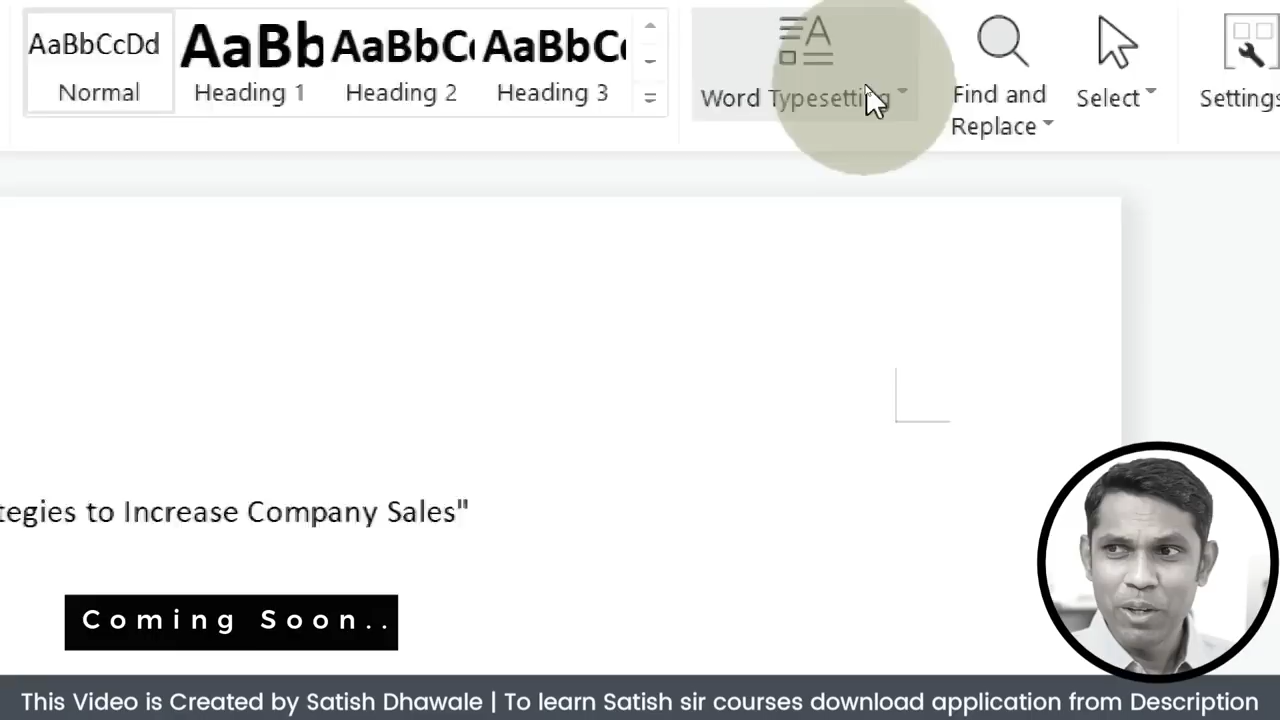 AaBbCcDd AaBb AaBbC AaBbC
Normal Heading 1 Heading 2 Heading 3
Word Typesetting
Find and
Replace
Select
Settings
tegies to Increase Company Sales"
Coming Soon..
This Video is Created by Satish Dhawale | To learn Satish sir courses download application from Description